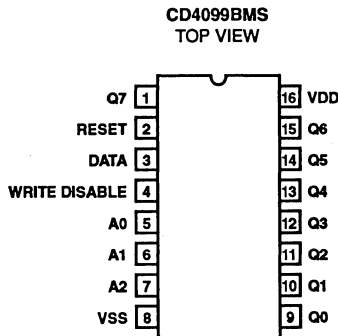 CD4099BMS
TOP VIEW
Q7 1 16 VDD
RESET 2 15 Q6
DATA 3 14 Q5
WRITE DISABLE 4 13 Q4
A0 5 12 Q3
A1 6 11 Q2
A2 7 10 Q1
VSS 8 9 Q0